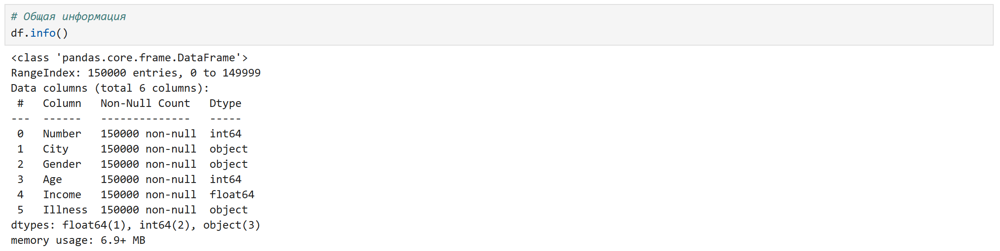 # Общая информация
df.info()
<class 'pandas.core.frame.DataFrame'>
RangeIndex: 150000 entries, 0 to 149999
Data columns (total 6 columns):
 #   Column   Non-Null Count   Dtype
---  ------   --------------   -----
 0   Number   150000 non-null  int64
 1   City     150000 non-null  object
 2   Gender   150000 non-null  object
 3   Age      150000 non-null  int64
 4   Income   150000 non-null  float64
 5   Illness  150000 non-null  object
dtypes: float64(1), int64(2), object(3)
memory usage: 6.9+ MB